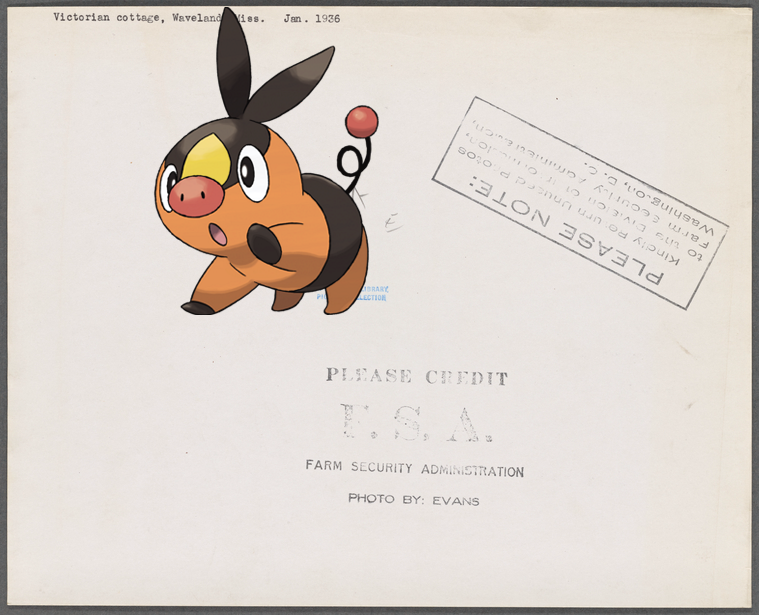 Victorian cottage, Waveland Miss. Jan. 1936
PLEASE NOTE:
Kindly Return Unused Photos
to the Division of Information,
Farm Security Administration,
Washington, D. C.
E
PLEASE CREDIT
F. S. A.
FARM SECURITY ADMINISTRATION
PHOTO BY: EVANS